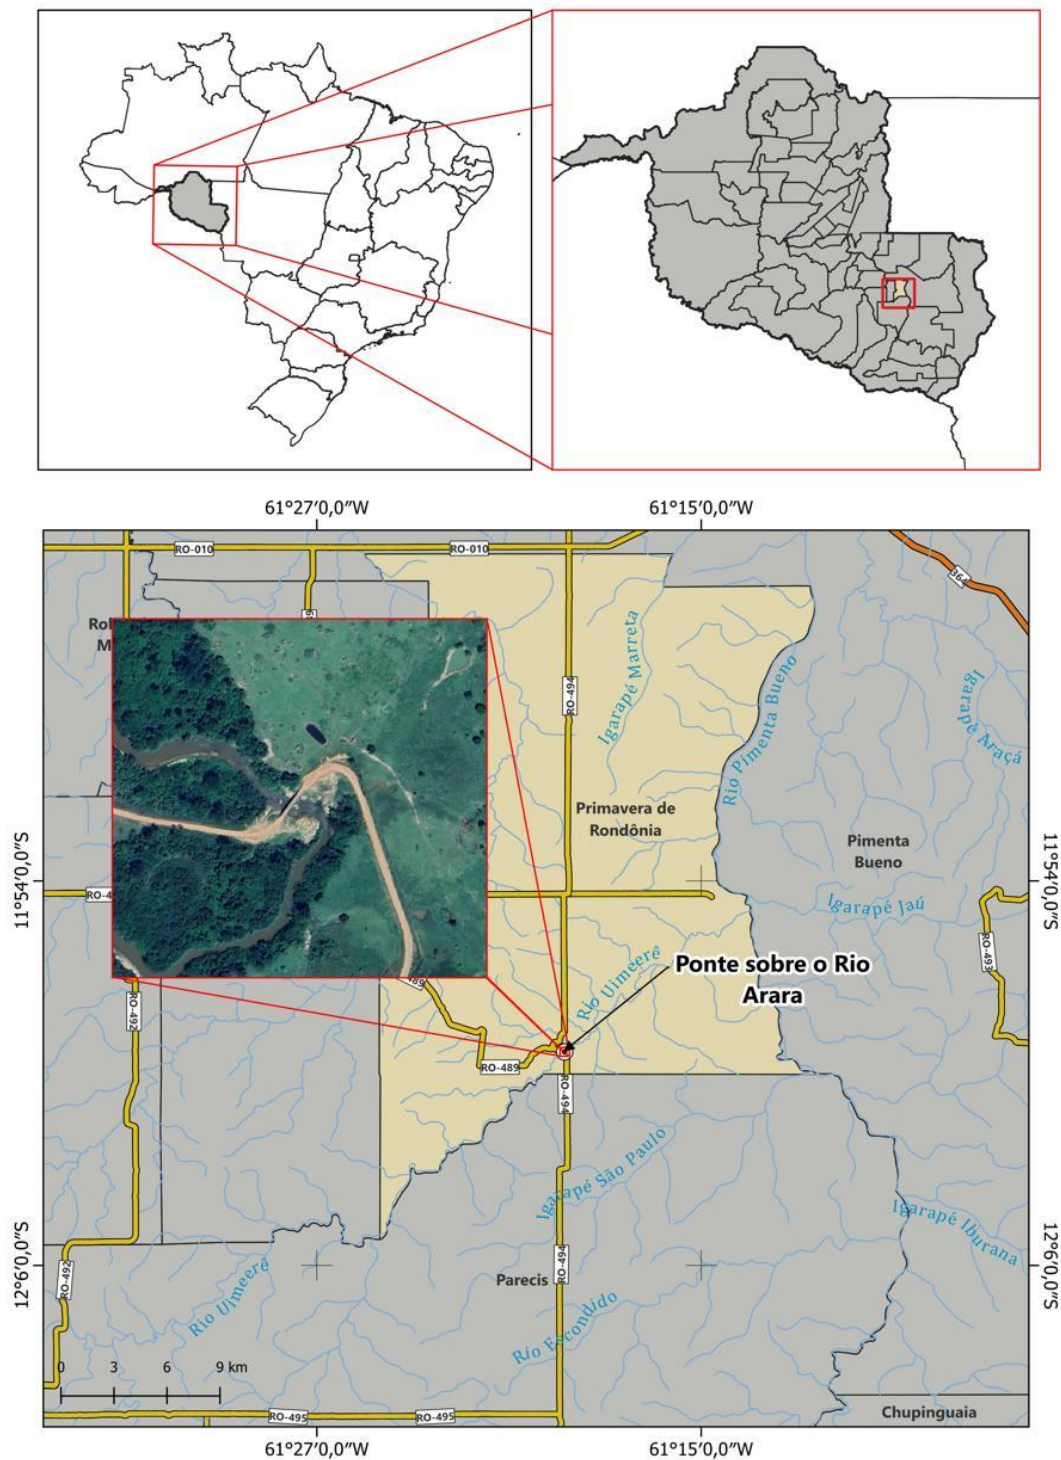 61°27'0,0"W
61°15'0,0"W
RO-010
RO-010
364
Igarapé Marreta
RO-494
Rio Pimenta Bueno
Igarapé Araçá
Primavera de
Rondônia
Pimenta
Bueno
11°54'0,0"S
11°54'0,0"S
Igarapé Jaú
RO-493
Rio Uimeerê
Ponte sobre o Rio
Arara
RO-492
RO-489
RO-494
Igarapé São Paulo
Igarapé Iburana
12°6'0,0"S
12°6'0,0"S
RO-492
RO-494
Parecis
Rio Uimeerê
Rio Escondido
0 3 6 9 km
RO-495
RO-495
Chupinguaia
61°27'0,0"W
61°15'0,0"W